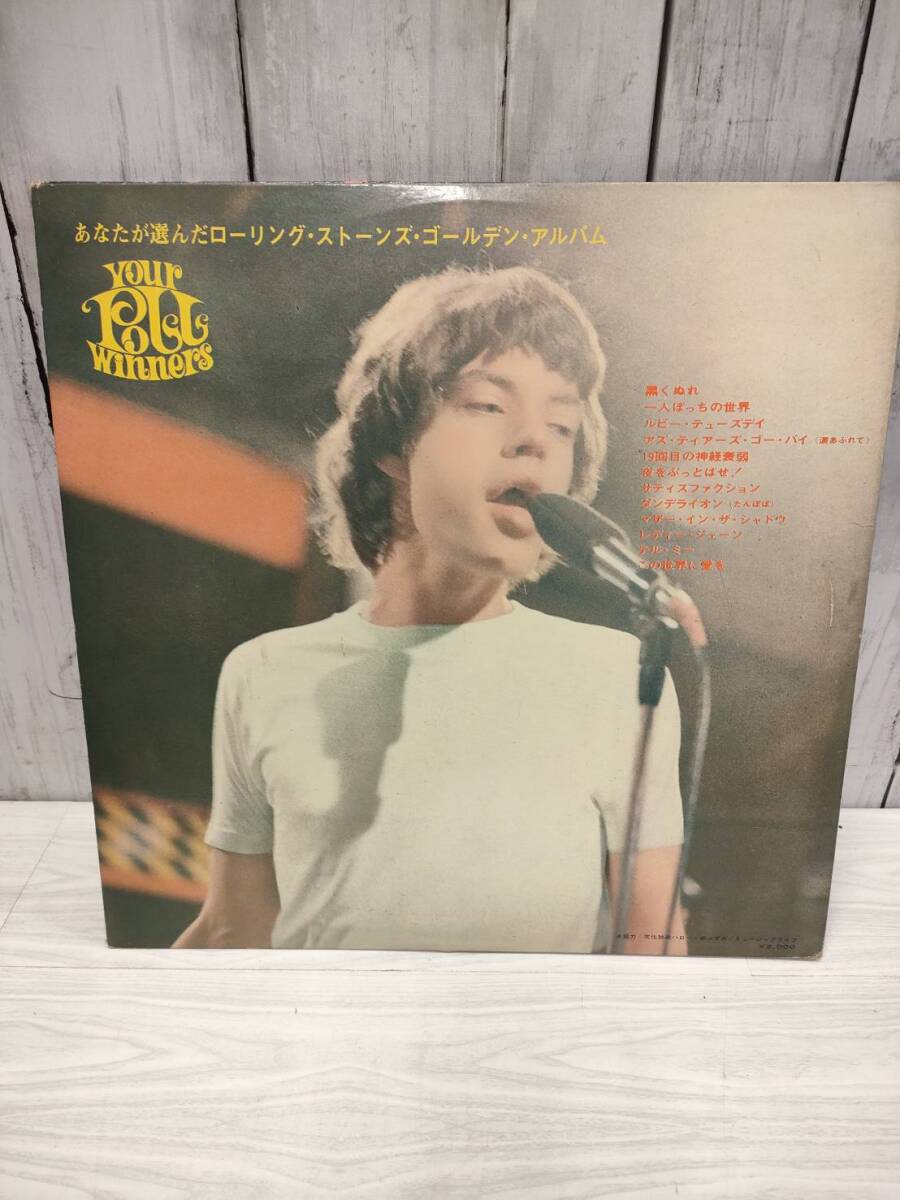 あなたが選んだローリング・ストーンズ・ゴールデン・アルバム
your
Poll
winners
黒くぬれ
一人ぼっちの世界
ルビー・テューズデイ
アズ・ティアーズ・ゴー・バイ（涙あふれて）
19回目の神経衰弱
夜をぶっとばせ！
サティズファクション
ダンデライオン（たんぽぽ）
マザー・イン・ザ・シャドウ
レディー・ジェーン
テル・ミー
この世界に愛を
¥2,000